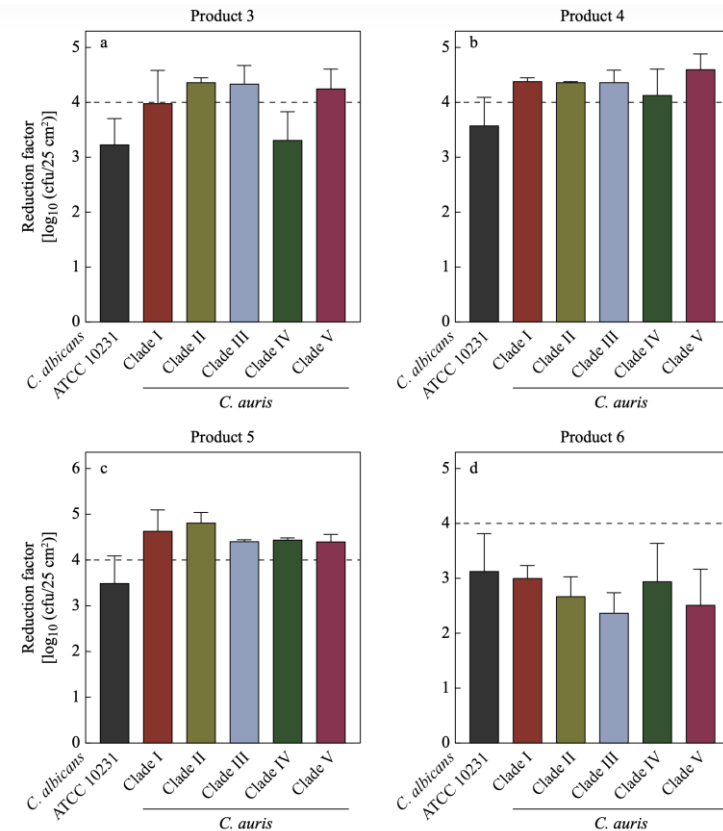 Product 3
a
5
4
3
2
1
0
Reduction factor
[log₁₀ (cfu/25 cm²)]
C. albicans
ATCC 10231
Clade I
Clade II
Clade III
Clade IV
Clade V
C. auris
Product 4
b
5
4
3
2
1
0
C. albicans
ATCC 10231
Clade I
Clade II
Clade III
Clade IV
Clade V
C. auris
Product 5
c
6
5
4
3
2
1
0
Reduction factor
[log₁₀ (cfu/25 cm²)]
C. albicans
ATCC 10231
Clade I
Clade II
Clade III
Clade IV
Clade V
C. auris
Product 6
d
5
4
3
2
1
0
C. albicans
ATCC 10231
Clade I
Clade II
Clade III
Clade IV
Clade V
C. auris